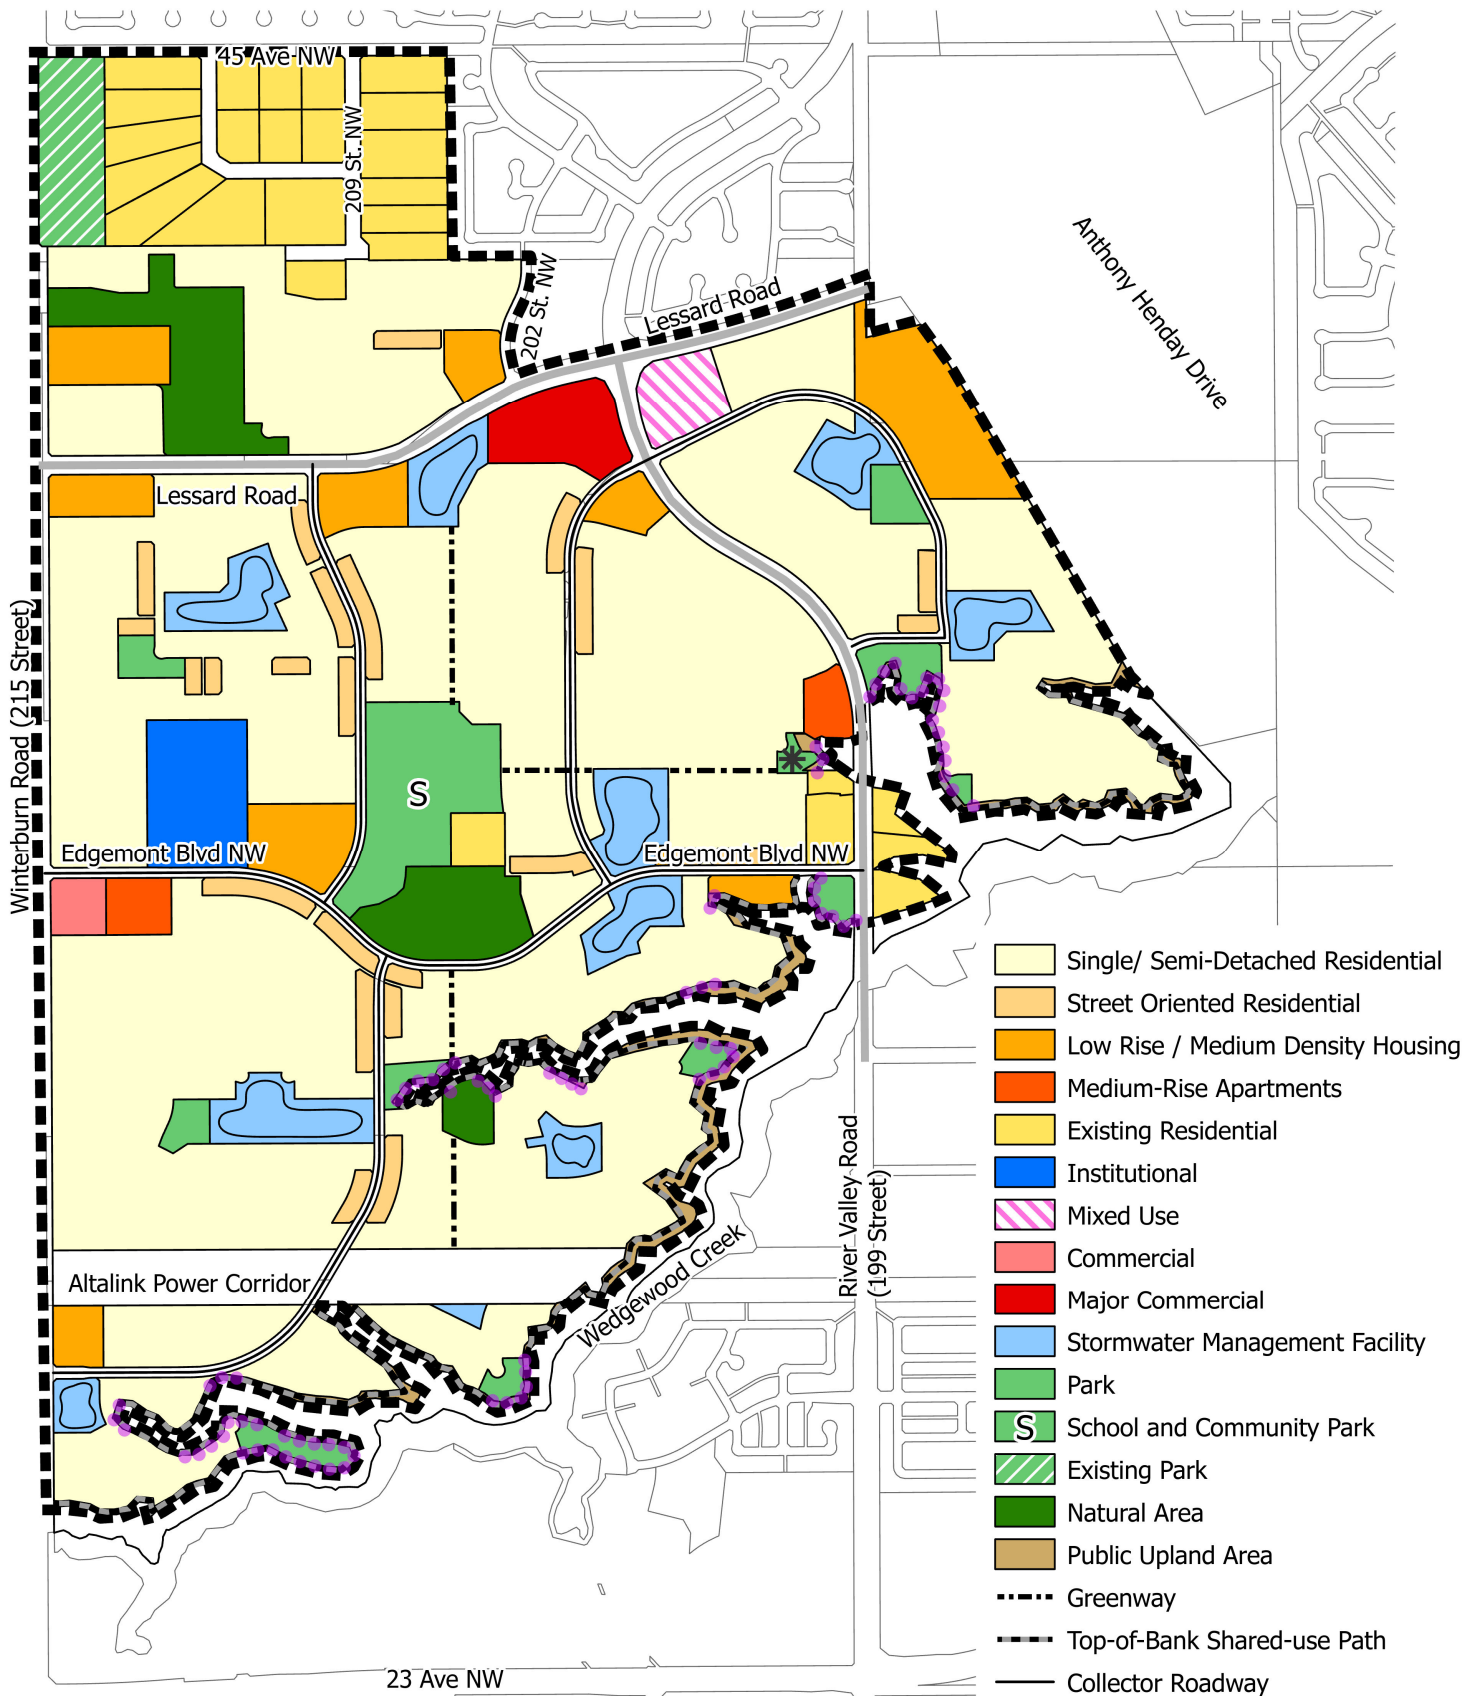 45 Ave NW
209 St. NW
202 St. NW
Lessard Road
Anthony Henday Drive
Lessard Road
Winterburn Road (215 Street)
S
Edgemont Blvd NW
Edgemont Blvd NW
River Valley Road
(199 Street)
Wedgewood Creek
Altalink Power Corridor
23 Ave NW
Single/ Semi-Detached Residential
Street Oriented Residential
Low Rise / Medium Density Housing
Medium-Rise Apartments
Existing Residential
Institutional
Mixed Use
Commercial
Major Commercial
Stormwater Management Facility
Park
S School and Community Park
Existing Park
Natural Area
Public Upland Area
Greenway
Top-of-Bank Shared-use Path
Collector Roadway